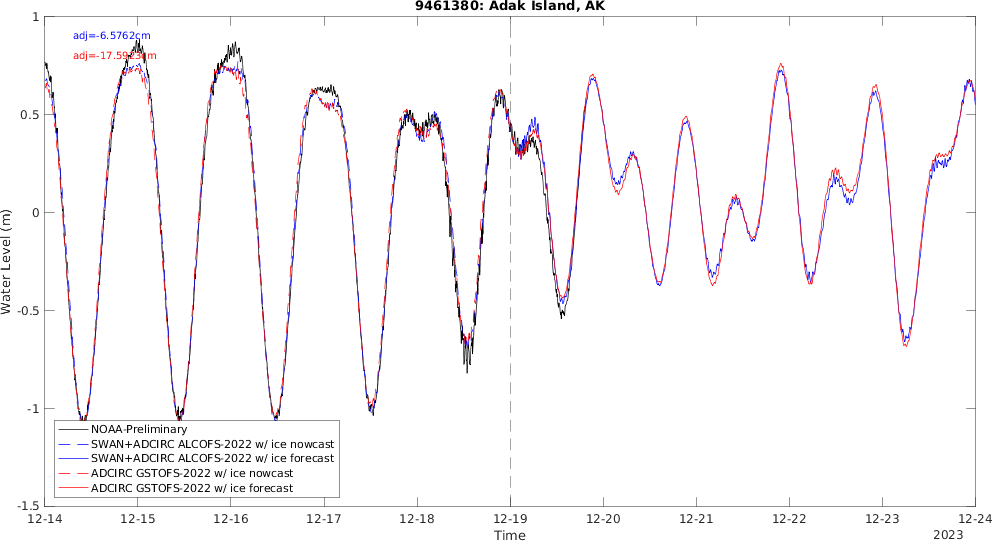 9461380: Adak Island, AK
adj=-6.5762cm
adj=-17.5923cm
1
0.5
0
-0.5
-1
-1.5
Water Level (m)
NOAA-Preliminary
SWAN+ADCIRC ALCOFS-2022 w/ ice nowcast
SWAN+ADCIRC ALCOFS-2022 w/ ice forecast
ADCIRC GSTOFS-2022 w/ ice nowcast
ADCIRC GSTOFS-2022 w/ ice forecast
12-14 12-15 12-16 12-17 12-18 12-19 12-20 12-21 12-22 12-23 12-24
Time
2023